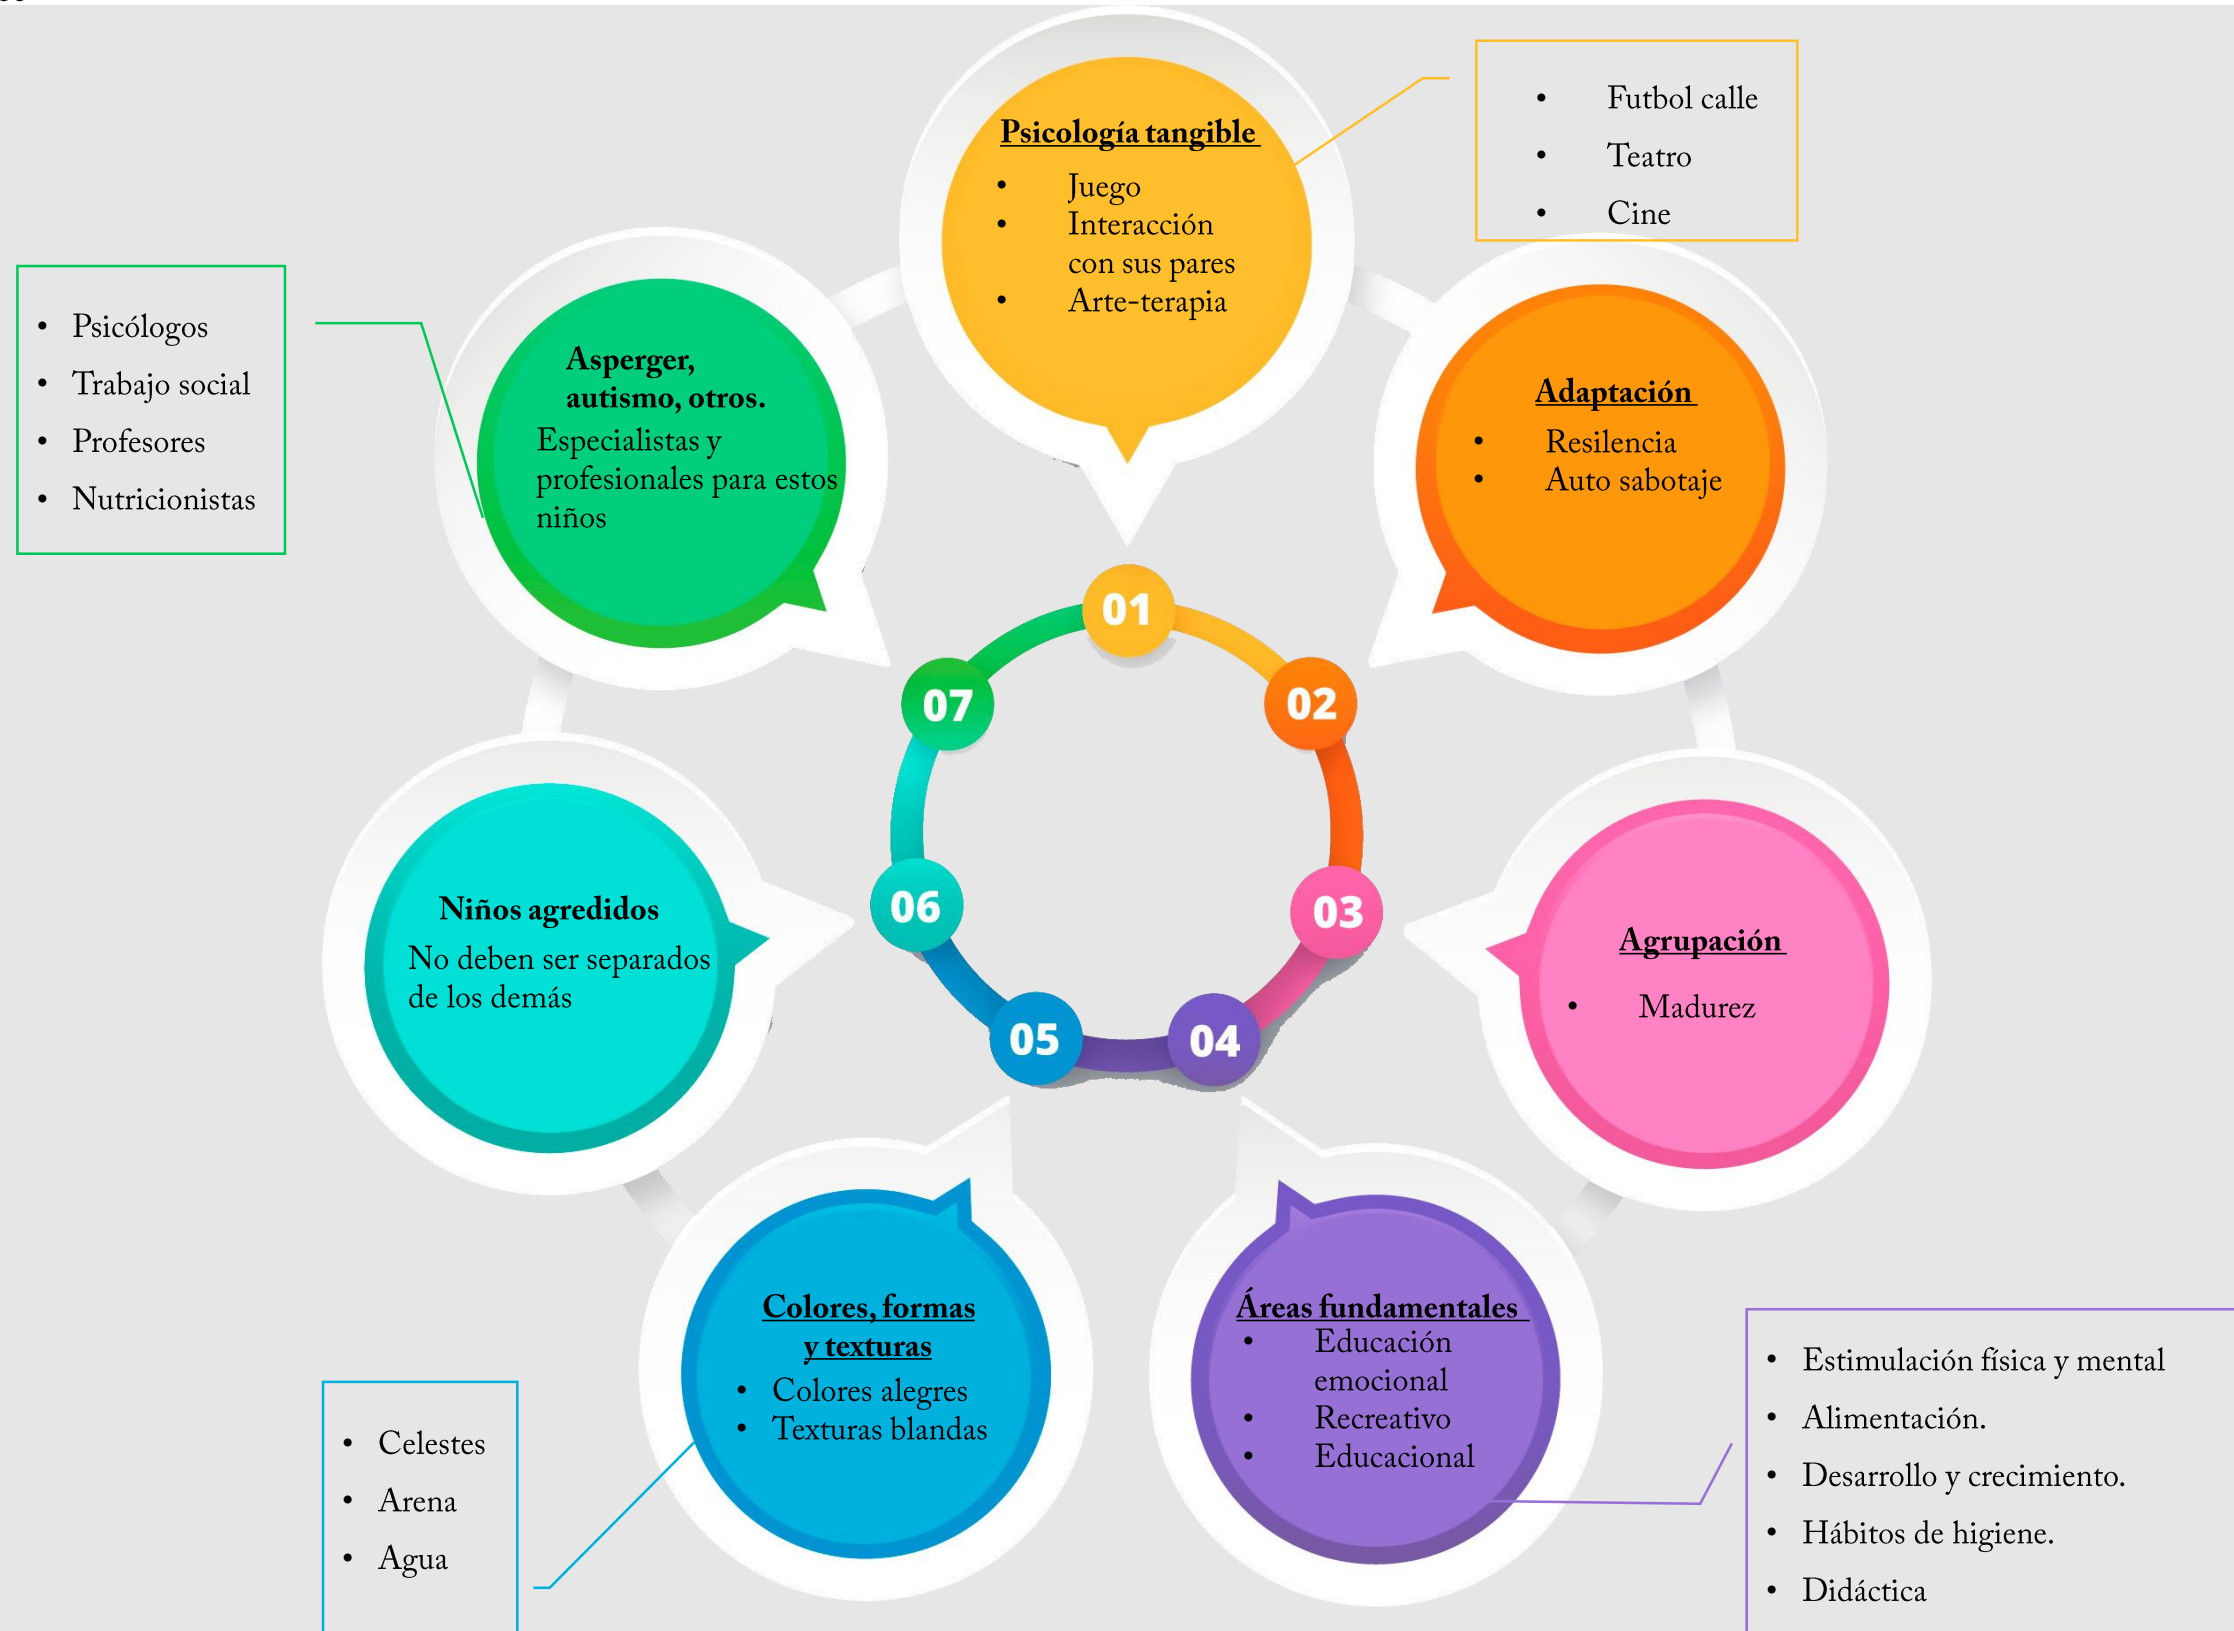 Psicología tangible
• Juego
• Interacción
con sus pares
• Arte-terapia
• Futbol calle
• Teatro
• Cine
Adaptación
• Resilencia
• Auto sabotaje
Agrupación
• Madurez
Áreas fundamentales
• Educación
emocional
• Recreativo
• Educacional
• Estimulación física y mental
• Alimentación.
• Desarrollo y crecimiento.
• Hábitos de higiene.
• Didáctica
Colores, formas
y texturas
• Colores alegres
• Texturas blandas
• Celestes
• Arena
• Agua
Niños agredidos
No deben ser separados
de los demás
Asperger,
autismo, otros.
Especialistas y
profesionales para estos
niños
• Psicólogos
• Trabajo social
• Profesores
• Nutricionistas
01
02
03
04
05
06
07